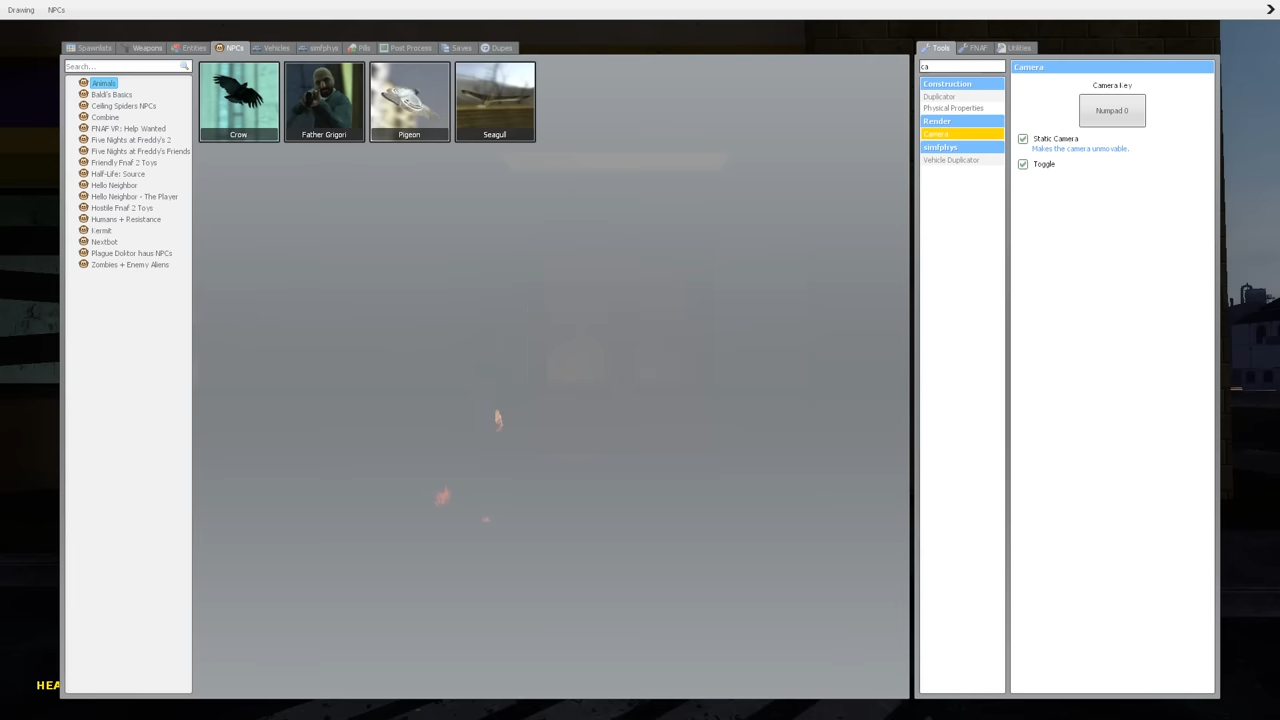 Drawing NPCs
Spawnlists Weapons Entities NPCs Vehicles simfphys Pills Post Process Saves Dupes
Search...
Animals
Baldi's Basics
Ceiling Spiders NPCs
Combine
FNAF VR: Help Wanted
Five Nights at Freddy's 2
Five Nights at Freddy's Friends
Friendly Fnaf 2 Toys
Half-Life: Source
Hello Neighbor
Hello Neighbor - The Player
Hostile Fnaf 2 Toys
Humans + Resistance
Kermit
Nextbot
Plague Doktor haus NPCs
Zombies + Enemy Aliens
Crow Father Grigori Pigeon Seagull
Tools FNAF Utilities
ca
Construction
Duplicator
Physical Properties
Render
Camera
simfphys
Vehicle Duplicator
Camera
Camera Key
Numpad 0
Static Camera
Makes the camera unmovable.
Toggle
HEA